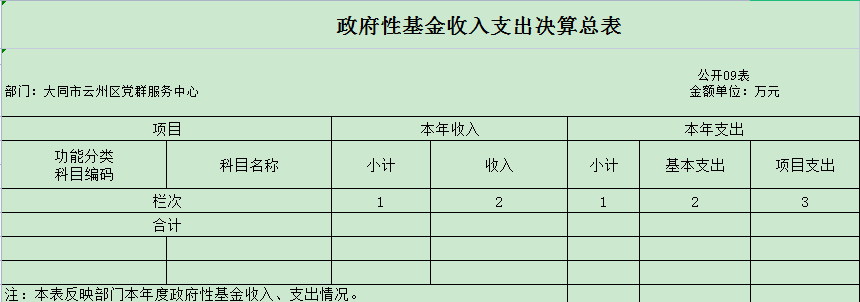 政府性基金收入支出决算总表
公开09表
部门：大同市云州区党群服务中心 金额单位：万元
项目 本年收入 本年支出
功能分类
科目编码 科目名称 小计 收入 小计 基本支出 项目支出
栏次 1 2 1 2 3
合计
注：本表反映部门本年度政府性基金收入、支出情况。